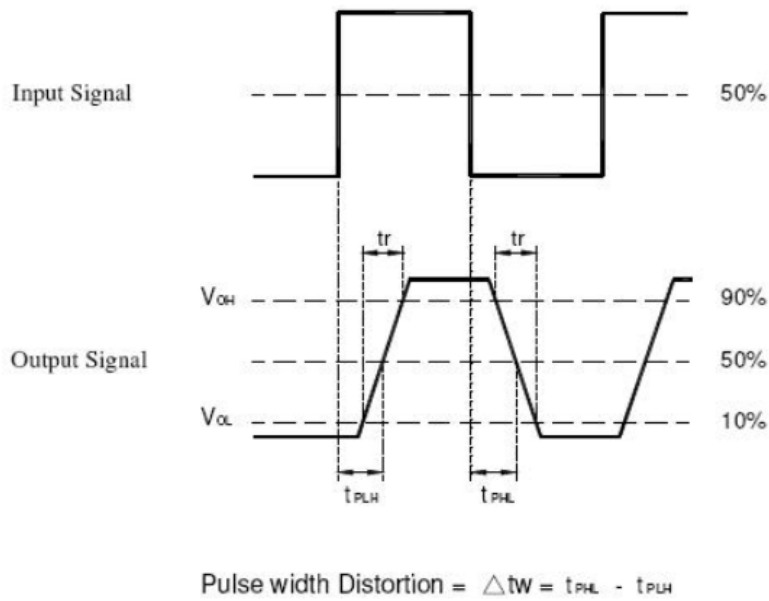 Input Signal
50%
tr
tr
VOH
90%
Output Signal
50%
VOL
10%
tPLH
tPHL
Pulse width Distortion = △tw = tPHL - tPLH